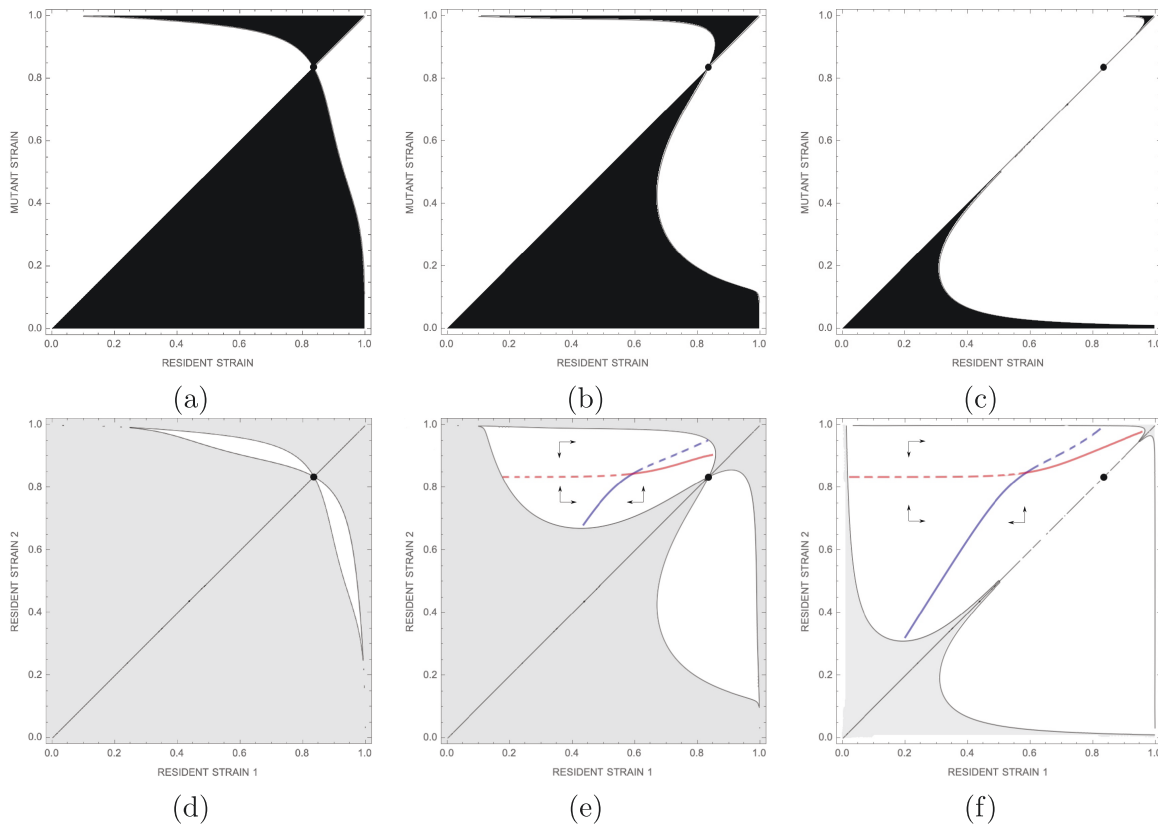 1.0 1.0 1.0
0.8 0.8 0.8
0.6 0.6 0.6
0.4 0.4 0.4
0.2 0.2 0.2
0.0 0.0 0.0
MUTANT STRAIN MUTANT STRAIN MUTANT STRAIN
0.0 0.2 0.4 0.6 0.8 1.0 0.0 0.2 0.4 0.6 0.8 1.0 0.0 0.2 0.4 0.6 0.8 1.0
RESIDENT STRAIN RESIDENT STRAIN RESIDENT STRAIN
(a) (b) (c)
1.0 1.0 1.0
0.8 0.8 0.8
0.6 0.6 0.6
0.4 0.4 0.4
0.2 0.2 0.2
0.0 0.0 0.0
RESIDENT STRAIN 2 RESIDENT STRAIN 2 RESIDENT STRAIN 2
0.0 0.2 0.4 0.6 0.8 1.0 0.0 0.2 0.4 0.6 0.8 1.0 0.0 0.2 0.4 0.6 0.8 1.0
RESIDENT STRAIN 1 RESIDENT STRAIN 1 RESIDENT STRAIN 1
(d) (e) (f)